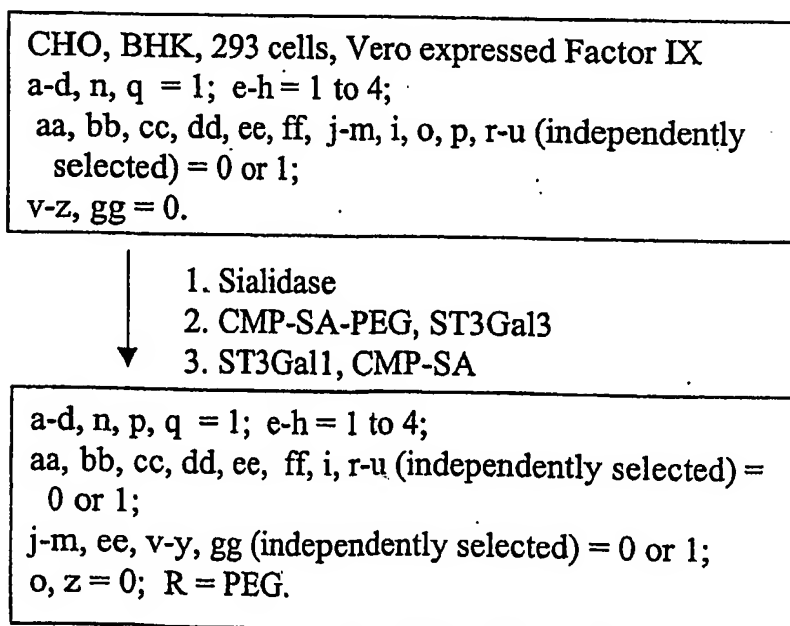 CHO, BHK, 293 cells, Vero expressed Factor IX
a-d, n, q = 1; e-h = 1 to 4;
aa, bb, cc, dd, ee, ff, j-m, i, o, p, r-u (independently
selected) = 0 or 1;
v-z, gg = 0.
1. Sialidase
2. CMP-SA-PEG, ST3Gal3
3. ST3Gal1, CMP-SA
a-d, n, p, q = 1; e-h = 1 to 4;
aa, bb, cc, dd, ee, ff, i, r-u (independently selected) =
0 or 1;
j-m, ee, v-y, gg (independently selected) = 0 or 1;
o, z = 0; R = PEG.